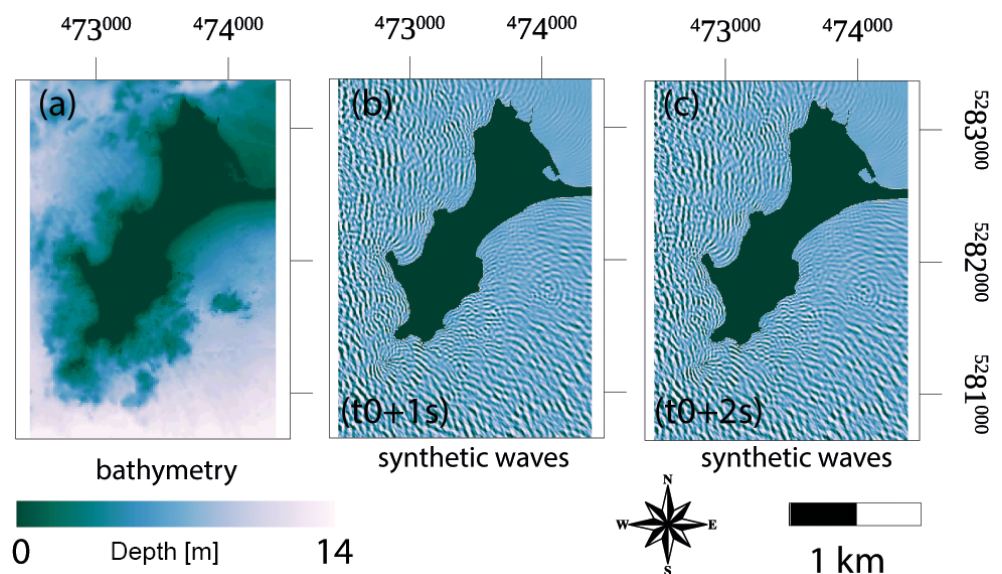 ⁴73⁰⁰⁰ ⁴74⁰⁰⁰ ⁴73⁰⁰⁰ ⁴74⁰⁰⁰ ⁴73⁰⁰⁰ ⁴74⁰⁰⁰
(a) (b) (c)
⁵²83⁰⁰⁰
⁵²82⁰⁰⁰
⁵²81⁰⁰⁰
(t0+1s) (t0+2s)
bathymetry synthetic waves synthetic waves
0 Depth [m] 14
N
W E
S
1 km